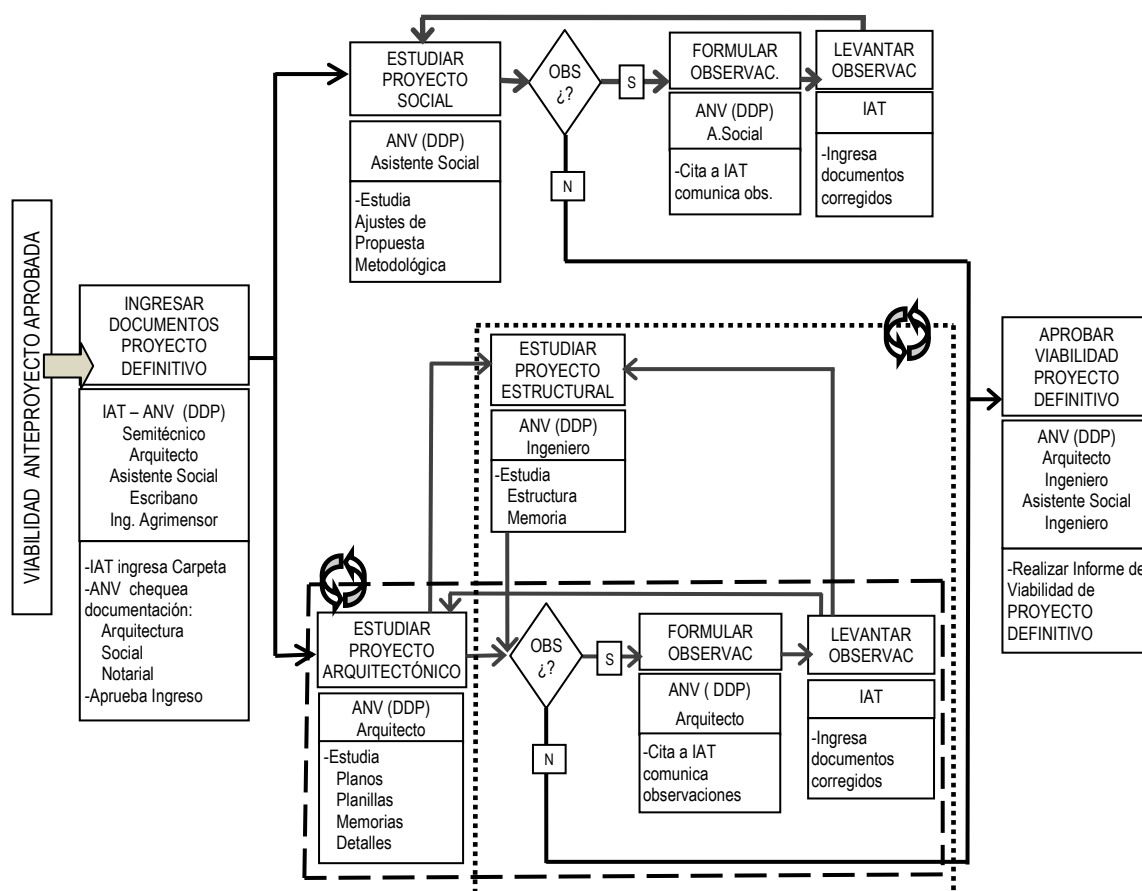 VIABILIDAD ANTEPROYECTO APROBADA
INGRESAR
DOCUMENTOS
PROYECTO
DEFINITIVO
IAT – ANV (DDP)
Semitécnico
Arquitecto
Asistente Social
Escribano
Ing. Agrimensor
-IAT ingresa Carpeta
-ANV chequea
documentación:
Arquitectura
Social
Notarial
-Aprueba Ingreso
ESTUDIAR
PROYECTO
SOCIAL
ANV (DDP)
Asistente Social
-Estudia
Ajustes de
Propuesta
Metodológica
OBS
¿?
S
N
FORMULAR
OBSERVAC.
ANV (DDP)
A.Social
-Cita a IAT
comunica obs.
LEVANTAR
OBSERVAC
IAT
-Ingresa
documentos
corregidos
ESTUDIAR
PROYECTO
ESTRUCTURAL
ANV (DDP)
Ingeniero
-Estudia
Estructura
Memoria
ESTUDIAR
PROYECTO
ARQUITECTÓNICO
ANV (DDP)
Arquitecto
-Estudia
Planos
Planillas
Memorias
Detalles
OBS
¿?
S
N
FORMULAR
OBSERVAC
ANV ( DDP)
Arquitecto
-Cita a IAT
comunica
observaciones
LEVANTAR
OBSERVAC
IAT
-Ingresa
documentos
corregidos
APROBAR
VIABILIDAD
PROYECTO
DEFINITIVO
ANV (DDP)
Arquitecto
Ingeniero
Asistente Social
Ingeniero
-Realizar Informe de
Viabilidad de
PROYECTO
DEFINITIVO